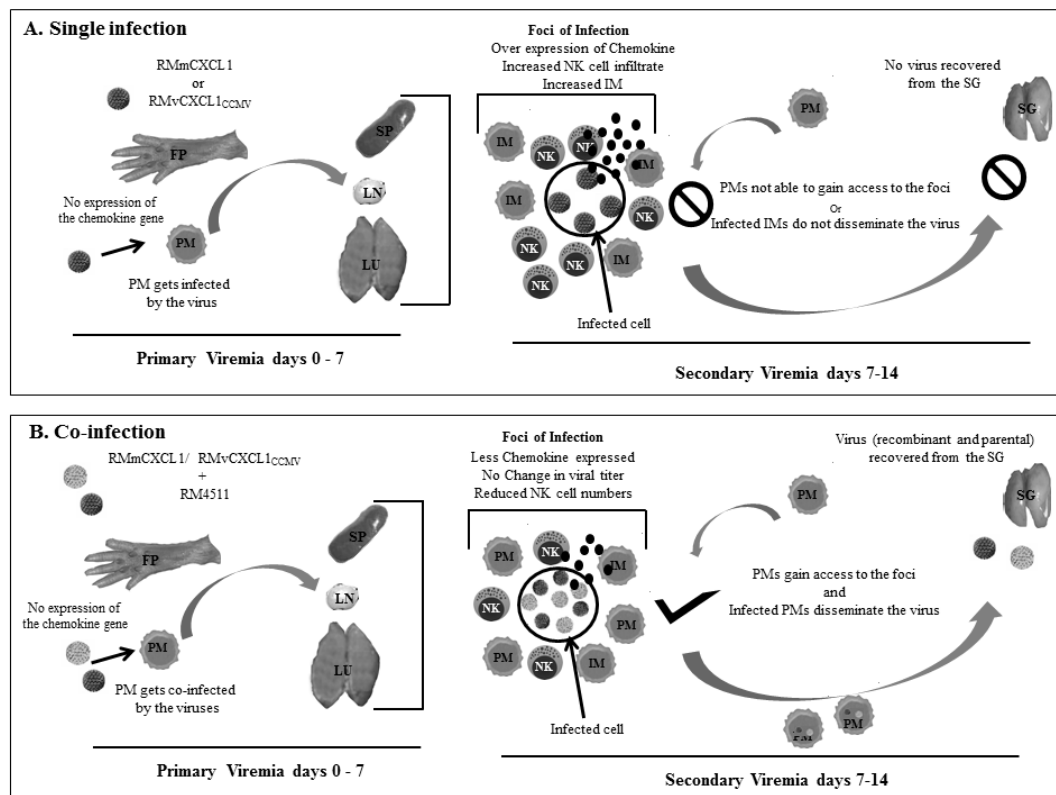 A. Single infection
RMmCXCL1
or
RMvCXCL1CCMV
FP
No expression of
the chemokine gene
PM
PM gets infected
by the virus
SP
LN
LU
Primary Viremia days 0 - 7
Foci of Infection
Over expression of Chemokine
Increased NK cell infiltrate
Increased IM
IM
NK
NK
IM
IM
NK
NK
NK
NK
IM
Infected cell
PM
No virus recovered
from the SG
SG
PMs not able to gain access to the foci
Or
Infected IMs do not disseminate the virus
Secondary Viremia days 7-14
B. Co-infection
RMmCXCL1/ RMvCXCL1CCMV
+
RM4511
FP
No expression of
the chemokine gene
PM
PM gets co-infected
by the viruses
SP
LN
LU
Primary Viremia days 0 - 7
Foci of Infection
Less Chemokine expressed
No Change in viral titer
Reduced NK cell numbers
PM
NK
IM
NK
PM
PM
NK
IM
Infected cell
PM
Virus (recombinant and parental)
recovered from the SG
SG
PMs gain access to the foci
and
Infected PMs disseminate the virus
PM
PM
Secondary Viremia days 7-14